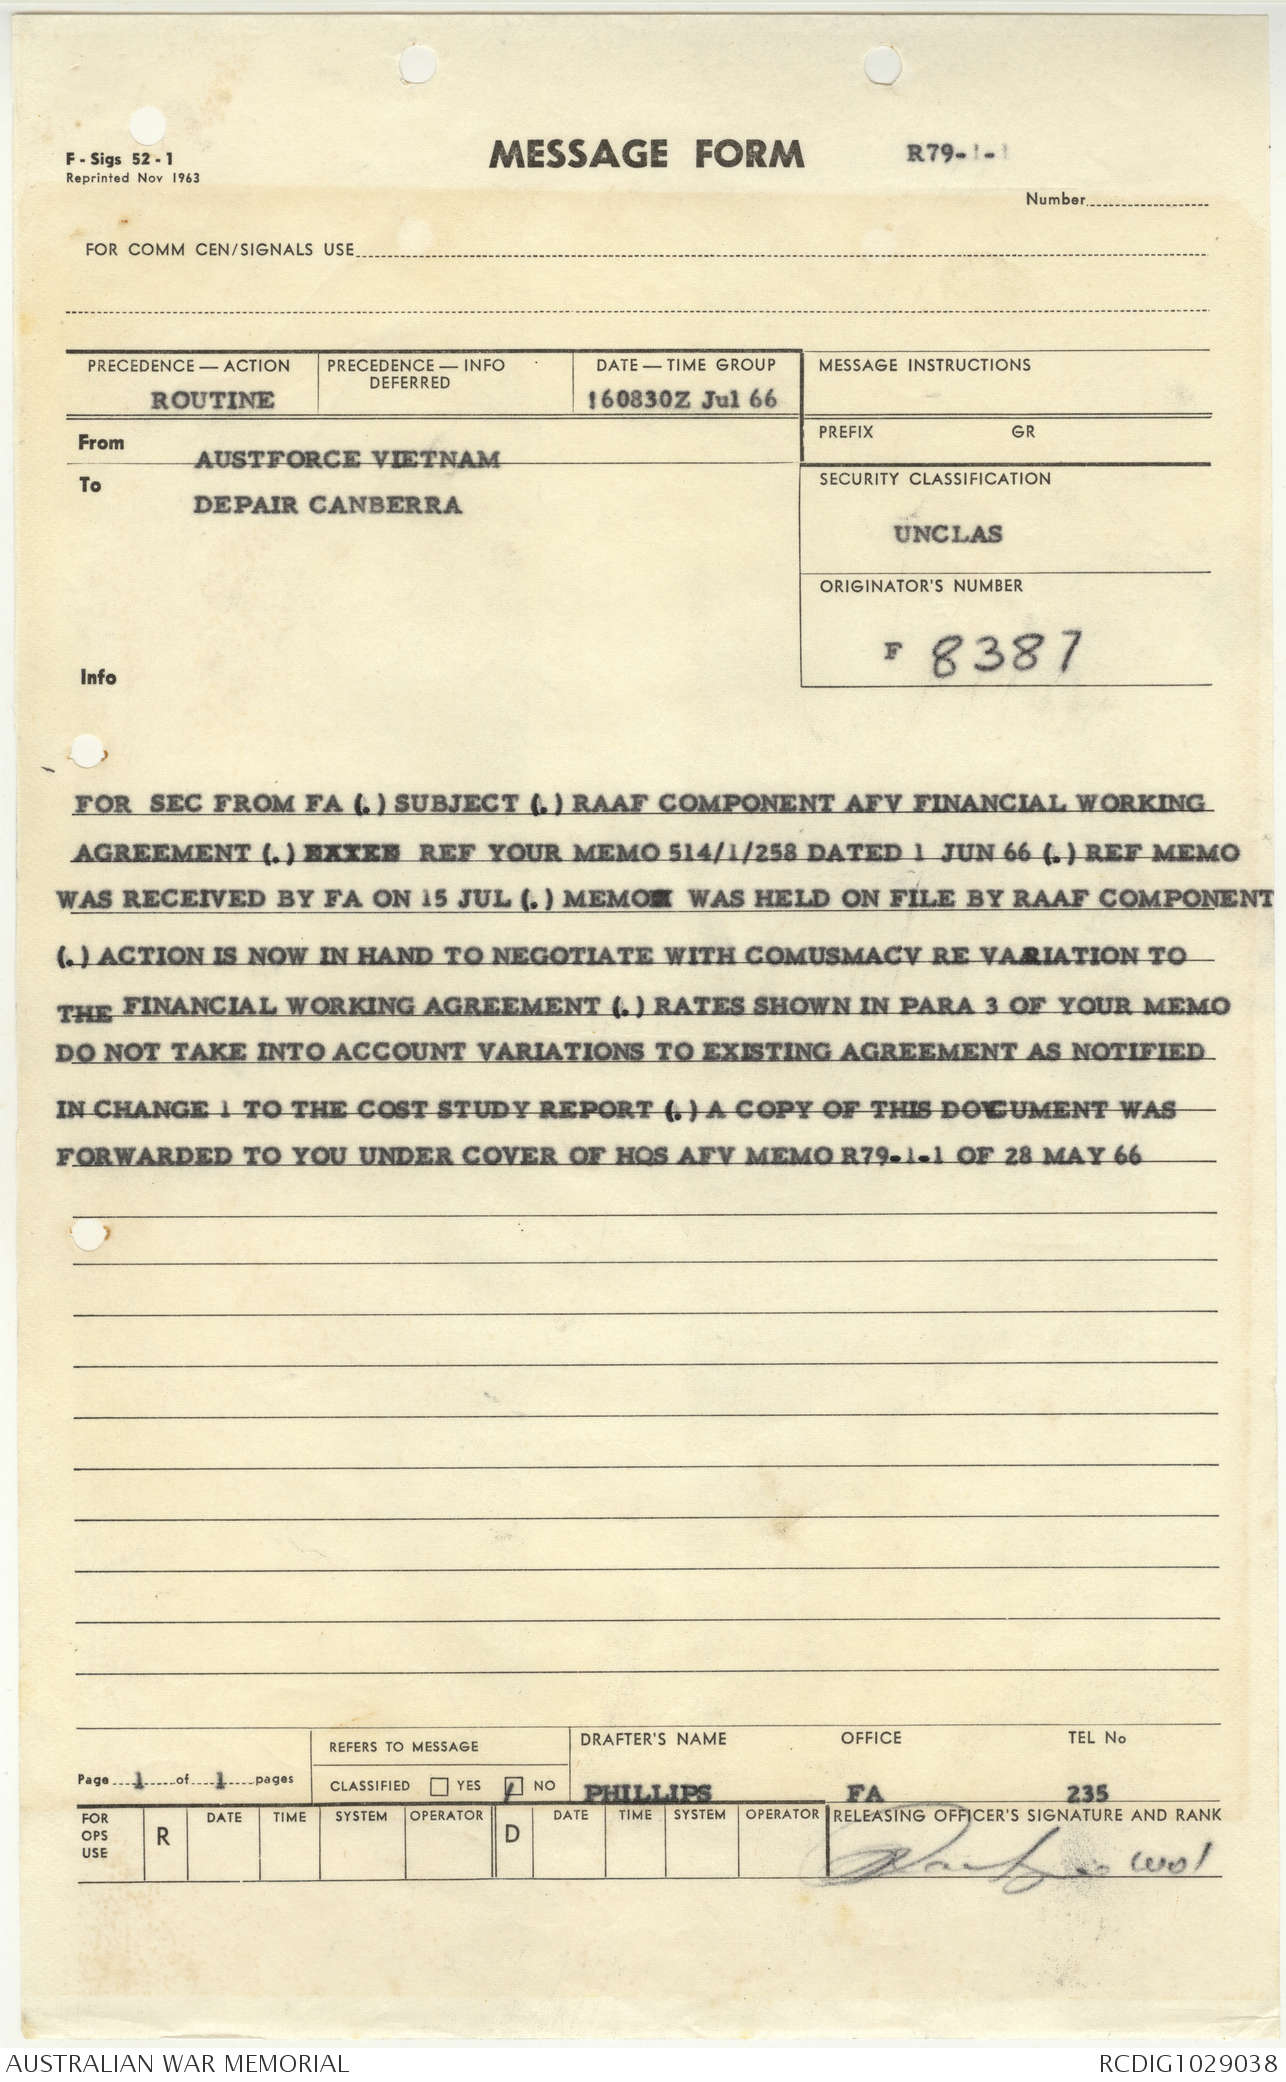 F - Sigs 52 - 1
Reprinted Nov 1963
MESSAGE FORM
R79-1-1
Number
FOR COMM CEN/SIGNALS USE
PRECEDENCE — ACTION
ROUTINE
PRECEDENCE — INFO
DEFERRED
DATE — TIME GROUP
160830Z Jul 66
MESSAGE INSTRUCTIONS
PREFIX GR
From AUSTFORCE VIETNAM
To DEPAIR CANBERRA
SECURITY CLASSIFICATION
UNCLAS
ORIGINATOR'S NUMBER
F 8387
Info
FOR SEC FROM FA (.) SUBJECT (.) RAAF COMPONENT AFV FINANCIAL WORKING
AGREEMENT (.) REF YOUR MEMO 514/1/258 DATED 1 JUN 66 (.) REF MEMO
WAS RECEIVED BY FA ON 15 JUL (.) MEMO WAS HELD ON FILE BY RAAF COMPONENT
(.) ACTION IS NOW IN HAND TO NEGOTIATE WITH COMUSMACV RE VARIATION TO
THE FINANCIAL WORKING AGREEMENT (.) RATES SHOWN IN PARA 3 OF YOUR MEMO
DO NOT TAKE INTO ACCOUNT VARIATIONS TO EXISTING AGREEMENT AS NOTIFIED
IN CHANGE 1 TO THE COST STUDY REPORT (.) A COPY OF THIS DOCUMENT WAS
FORWARDED TO YOU UNDER COVER OF HQS AFV MEMO R79-1-1 OF 28 MAY 66
Page 1 of 1 pages
REFERS TO MESSAGE
CLASSIFIED YES NO
DRAFTER'S NAME OFFICE TEL No
PHILLIPS FA 235
FOR
OPS
USE
R DATE TIME SYSTEM OPERATOR D DATE TIME SYSTEM OPERATOR
RELEASING OFFICER'S SIGNATURE AND RANK
WO1
AUSTRALIAN WAR MEMORIAL
RCDIG1029038